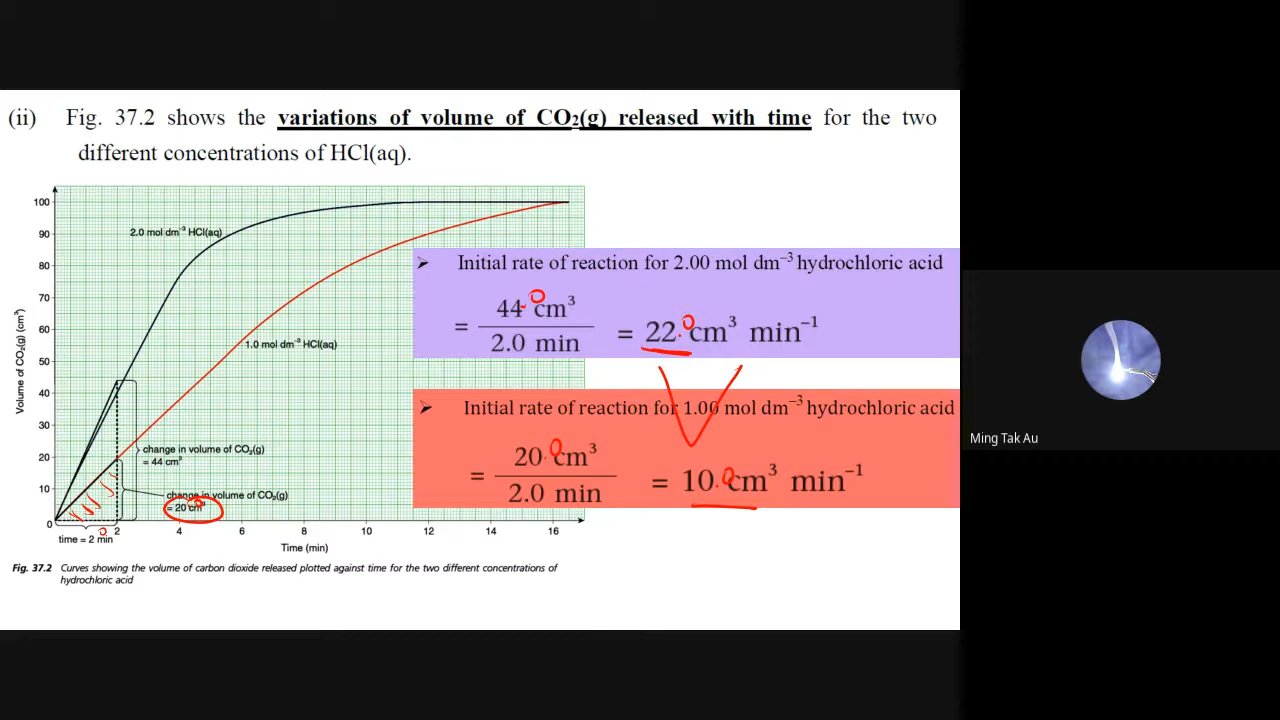 (ii) Fig. 37.2 shows the variations of volume of CO₂(g) released with time for the two
different concentrations of HCl(aq).
100
90
80
70
60
50
40
30
20
10
0
Volume of CO₂(g) (cm³)
2.0 mol dm⁻³ HCl(aq)
1.0 mol dm⁻³ HCl(aq)
change in volume of CO₂(g)
= 44 cm³
change in volume of CO₂(g)
= 20 cm³
2 4 6 8 10 12 14 16
time = 2 min
Time (min)
➤ Initial rate of reaction for 2.00 mol dm⁻³ hydrochloric acid
= 44.0 cm³ / 2.0 min = 22.0 cm³ min⁻¹
➤ Initial rate of reaction for 1.00 mol dm⁻³ hydrochloric acid
= 20.0 cm³ / 2.0 min = 10.0 cm³ min⁻¹
Fig. 37.2 Curves showing the volume of carbon dioxide released plotted against time for the two different concentrations of
hydrochloric acid
Ming Tak Au